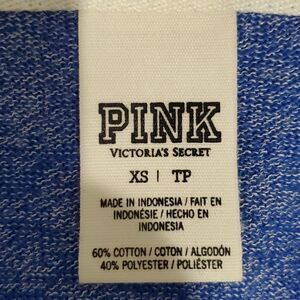 PINK
VICTORIA'S SECRET
XS | TP
MADE IN INDONESIA / FAIT EN
INDONÉSIE / HECHO EN
INDONESIA
60% COTTON / COTON / ALGODÓN
40% POLYESTER / POLIÉSTER